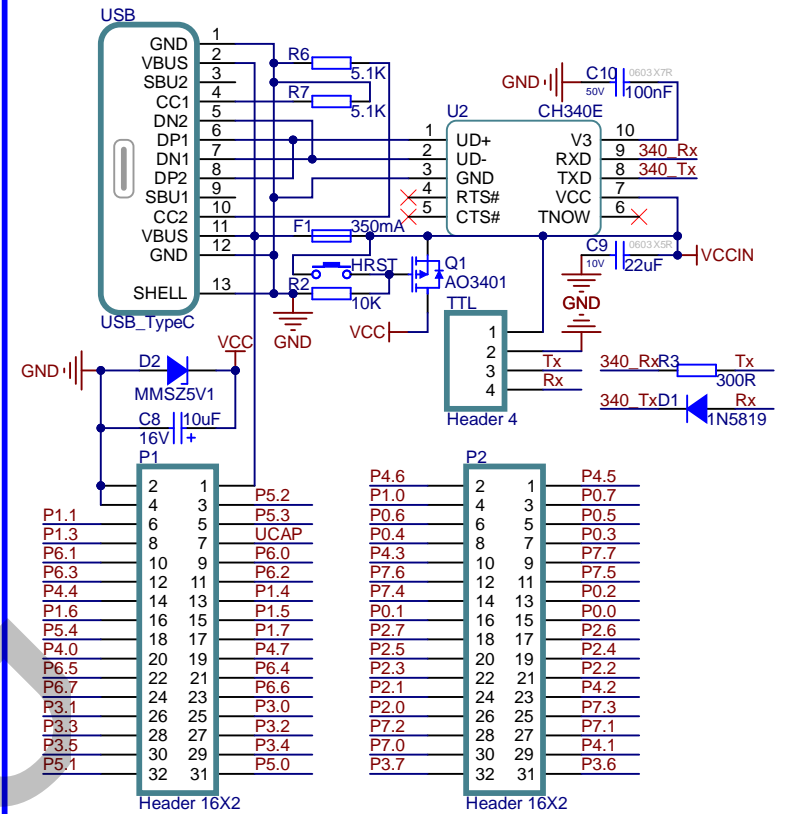 USB
GND 1
VBUS 2
SBU2 3
CC1 4
DN2 5
DP1 6
DN1 7
DP2 8
SBU1 9
CC2 10
VBUS 11
GND 12
SHELL 13
USB_TypeC
R6
5.1K
R7
5.1K
F1 350mA
HRST
R2
10K
GND
Q1
AO3401
VCC
GND C10 0603X7R
50V 100nF
U2 CH340E
1 UD+ V3 10
2 UD- RXD 9 340_Rx
3 GND TXD 8 340_Tx
4 RTS# VCC 7
5 CTS# TNOW 6
C9 0603X5R
10V 22uF
VCCIN
GND
TTL
1
2
3 Tx
4 Rx
Header 4
340_Rx R3 Tx
300R
340_Tx D1 Rx
1N5819
VCC
GND D2
MMSZ5V1
C8 10uF
16V +
P1
2 1
4 3 P5.2
P1.1 6 5 P5.3
P1.3 8 7 UCAP
P6.1 10 9 P6.0
P6.3 12 11 P6.2
P4.4 14 13 P1.4
P1.6 16 15 P1.5
P5.4 18 17 P1.7
P4.0 20 19 P4.7
P6.5 22 21 P6.4
P6.7 24 23 P6.6
P3.1 26 25 P3.0
P3.3 28 27 P3.2
P3.5 30 29 P3.4
P5.1 32 31 P5.0
Header 16X2
P2
P4.6 2 1 P4.5
P1.0 4 3 P0.7
P0.6 6 5 P0.5
P0.4 8 7 P0.3
P4.3 10 9 P7.7
P7.6 12 11 P7.5
P7.4 14 13 P0.2
P0.1 16 15 P0.0
P2.7 18 17 P2.6
P2.5 20 19 P2.4
P2.3 22 21 P2.2
P2.1 24 23 P4.2
P2.0 26 25 P7.3
P7.2 28 27 P7.1
P7.0 30 29 P4.1
P3.7 32 31 P3.6
Header 16X2